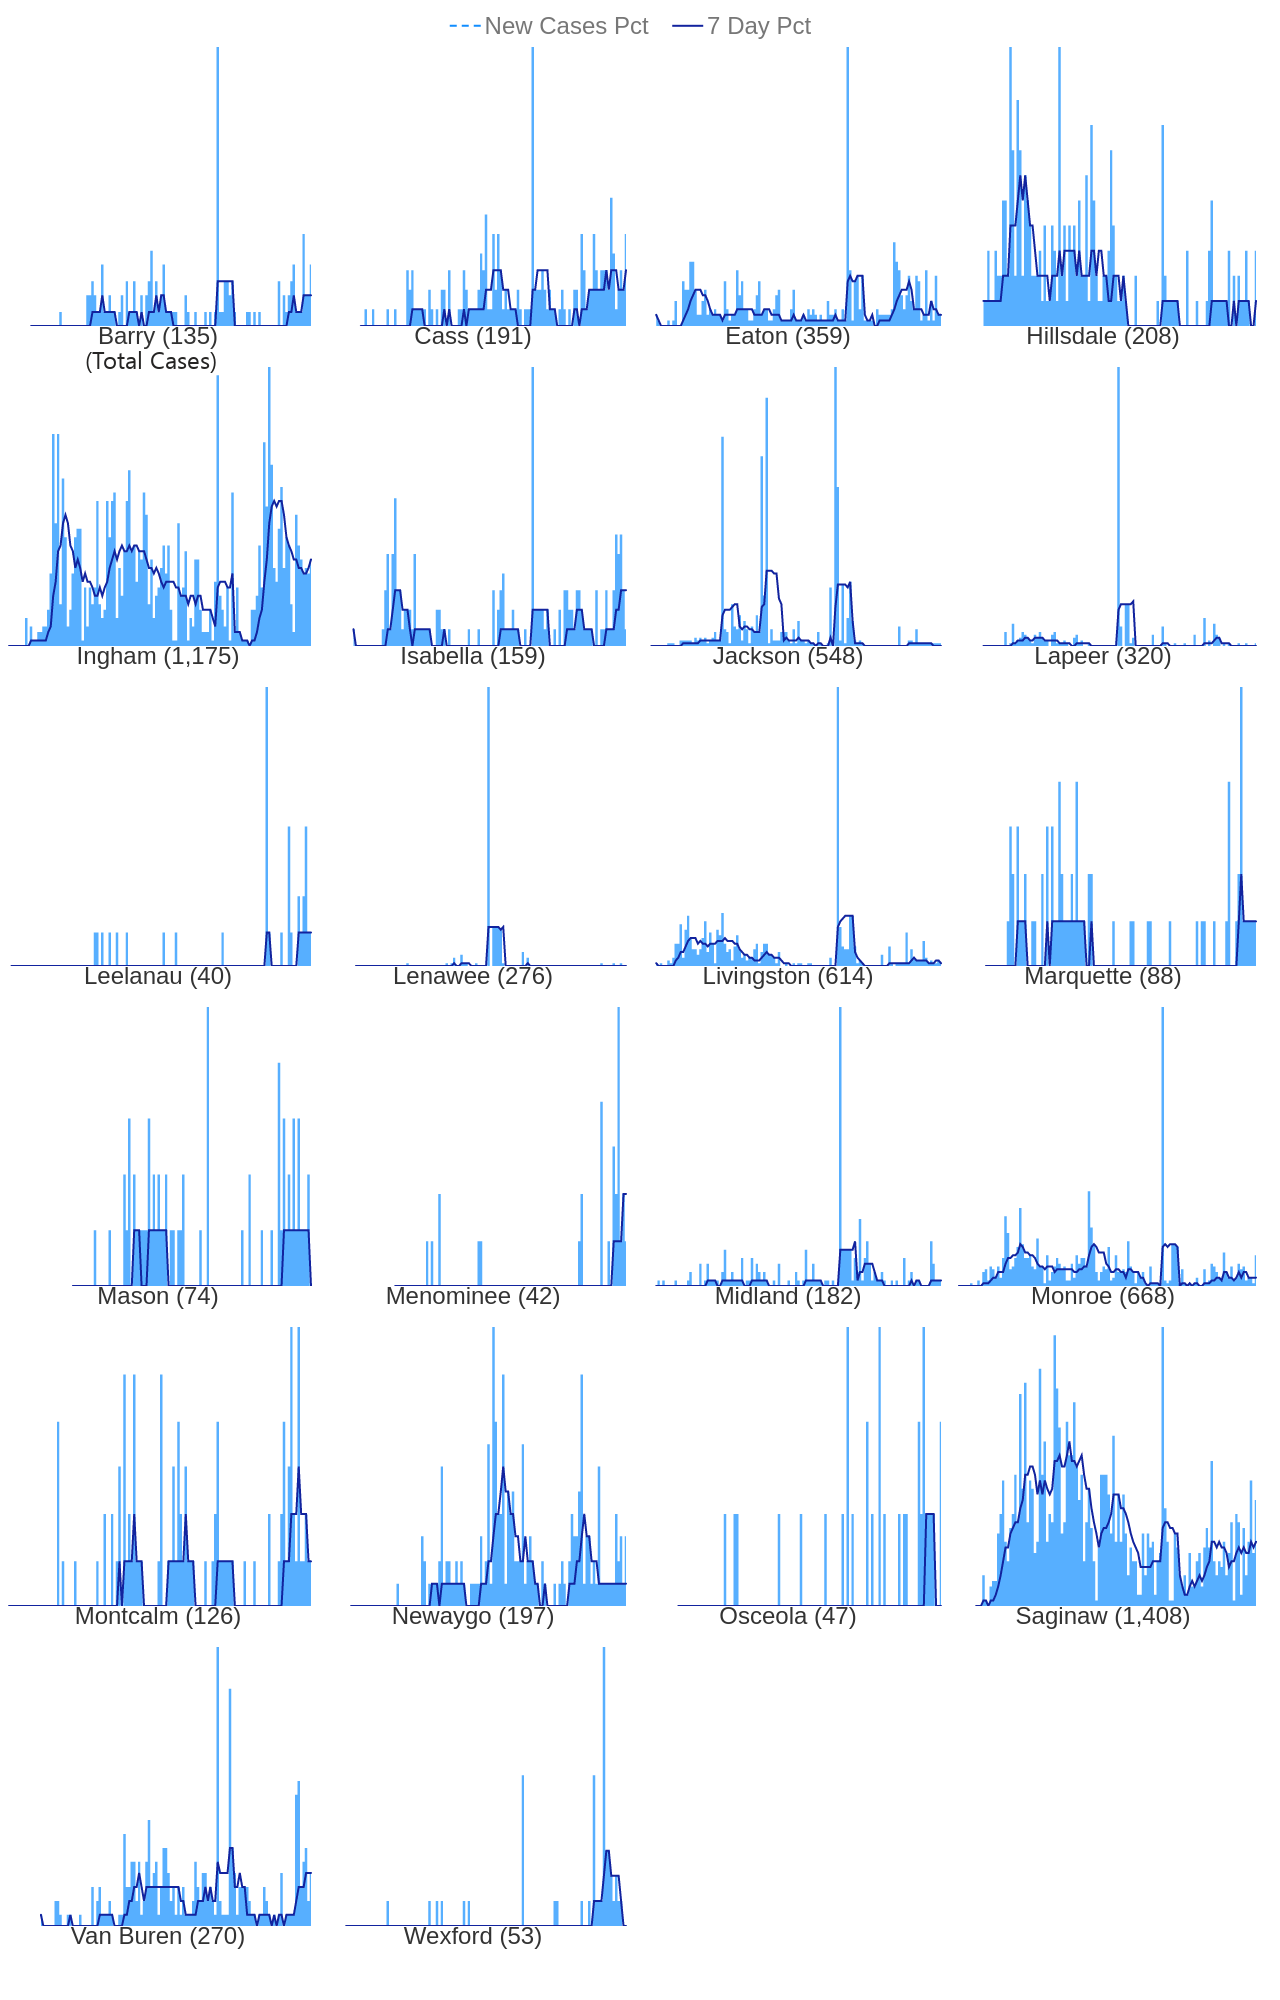 New Cases Pct 7 Day Pct
Barry (135) Cass (191) Eaton (359) Hillsdale (208)
(Total Cases)
Ingham (1,175) Isabella (159) Jackson (548) Lapeer (320)
Leelanau (40) Lenawee (276) Livingston (614) Marquette (88)
Mason (74) Menominee (42) Midland (182) Monroe (668)
Montcalm (126) Newaygo (197) Osceola (47) Saginaw (1,408)
Van Buren (270) Wexford (53)